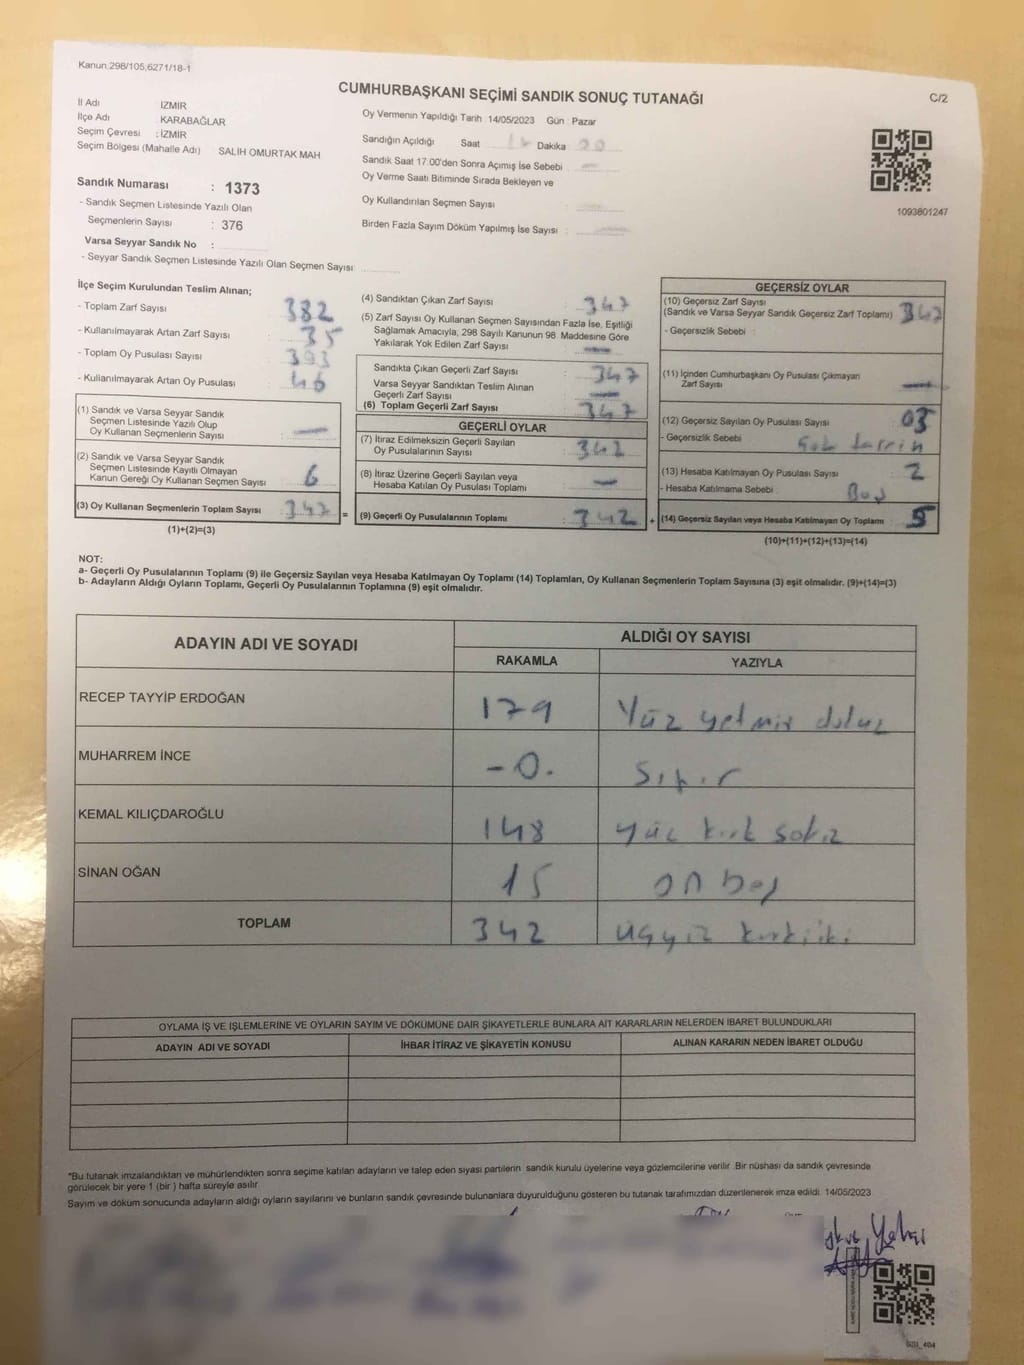 Kanun:298/105,6271/18-1
CUMHURBAŞKANI SEÇİMİ SANDIK SONUÇ TUTANAĞI
C/2
İl Adı İZMİR
İlçe Adı : KARABAĞLAR
Seçim Çevresi : İZMİR
Seçim Bölgesi (Mahalle Adı) SALİH OMURTAK MAH
Sandık Numarası : 1373
- Sandık Seçmen Listesinde Yazılı Olan
Seçmenlerin Sayısı : 376
Varsa Seyyar Sandık No :
- Seyyar Sandık Seçmen Listesinde Yazılı Olan Seçmen Sayısı
Oy Vermenin Yapıldığı Tarih :14/05/2023 Gün : Pazar
Sandığın Açıldığı Saat Dakika
Sandık Saat 17.00'den Sonra Açımış İse Sebebi
Oy Verme Saati Bitiminde Sırada Bekleyen ve
Oy Kullandırılan Seçmen Sayısı
Birden Fazla Sayım Döküm Yapılmış İse Sayısı
1093601247
İlçe Seçim Kurulundan Teslim Alınan;
- Toplam Zarf Sayısı : 382
- Kullanılmayarak Artan Zarf Sayısı : 35
- Toplam Oy Pusulası Sayısı : 393
- Kullanılmayarak Artan Oy Pusulası : 46
(1) Sandık ve Varsa Seyyar Sandık
Seçmen Listesinde Yazılı Olup
Oy Kullanan Seçmenlerin Sayısı : —
(2) Sandık ve Varsa Seyyar Sandık
Seçmen Listesinde Kayıtlı Olmayan
Kanun Gereği Oy Kullanan Seçmen Sayısı : 6
(3) Oy Kullanan Seçmenlerin Toplam Sayısı : 347 =
(1)+(2)=(3)
(4) Sandıktan Çıkan Zarf Sayısı : 347
(5) Zarf Sayısı Oy Kullanan Seçmen Sayısından Fazla İse, Eşitliği
Sağlamak Amacıyla, 298 Sayılı Kanunun 98. Maddesine Göre
Yakılarak Yok Edilen Zarf Sayısı : —
Sandıkta Çıkan Geçerli Zarf Sayısı : 347
Varsa Seyyar Sandıktan Teslim Alınan
Geçerli Zarf Sayısı : —
(6) Toplam Geçerli Zarf Sayısı : 347
GEÇERLİ OYLAR
(7) İtiraz Edilmeksizin Geçerli Sayılan
Oy Pusulalarının Sayısı : 342
(8) İtiraz Üzerine Geçerli Sayılan veya
Hesaba Katılan Oy Pusulası Toplamı : —
(9) Geçerli Oy Pusulalarının Toplamı : 342 +
GEÇERSİZ OYLAR
(10) Geçersiz Zarf Sayısı
(Sandık ve Varsa Seyyar Sandık Geçersiz Zarf Toplamı) : 347
- Geçersizlik Sebebi :
(11) İçinden Cumhurbaşkanı Oy Pusulası Çıkmayan
Zarf Sayısı : —
(12) Geçersiz Sayılan Oy Pusulası Sayısı : 03
- Geçersizlik Sebebi :
(13) Hesaba Katılmayan Oy Pusulası Sayısı : 2
- Hesaba Katılmama Sebebi : Boş
(14) Geçersiz Sayılan veya Hesaba Katılmayan Oy Toplamı : 5
(10)+(11)+(12)+(13)=(14)
NOT:
a- Geçerli Oy Pusulalarının Toplamı (9) ile Geçersiz Sayılan veya Hesaba Katılmayan Oy Toplamı (14) Toplamları, Oy Kullanan Seçmenlerin Toplam Sayısına (3) eşit olmalıdır. (9)+(14)=(3)
b- Adayların Aldığı Oyların Toplamı, Geçerli Oy Pusulalarının Toplamına (9) eşit olmalıdır.
ADAYIN ADI VE SOYADI ALDIĞI OY SAYISI
RAKAMLA YAZIYLA
RECEP TAYYİP ERDOĞAN 179 Yüz yetmiş dokuz
MUHARREM İNCE -0. Sıfır
KEMAL KILIÇDAROĞLU 148 yüz kırk sekiz
SİNAN OĞAN 15 on beş
TOPLAM 342 üçyüz kırkiki
OYLAMA İŞ VE İŞLEMLERİNE VE OYLARIN SAYIM VE DÖKÜMÜNE DAİR ŞİKAYETLERLE BUNLARA AİT KARARLARIN NELERDEN İBARET BULUNDUKLARI
ADAYIN ADI VE SOYADI İHBAR İTİRAZ VE ŞİKAYETİN KONUSU ALINAN KARARIN NEDEN İBARET OLDUĞU
*Bu tutanak imzalandıktan ve mühürlendikten sonra seçime katılan adayların ve talep eden siyasi partilerin sandık kurulu üyelerine veya gözlemcilerine verilir. Bir nüshası da sandık çevresinde
görülecek bir yere 1 (bir ) hafta süreyle asılır.
Sayım ve döküm sonucunda adayların aldığı oyların sayılarını ve bunların sandık çevresinde bulunanlara duyurulduğunu gösteren bu tutanak tarafımızdan düzenlenerek imza edildi. 14/05/2023